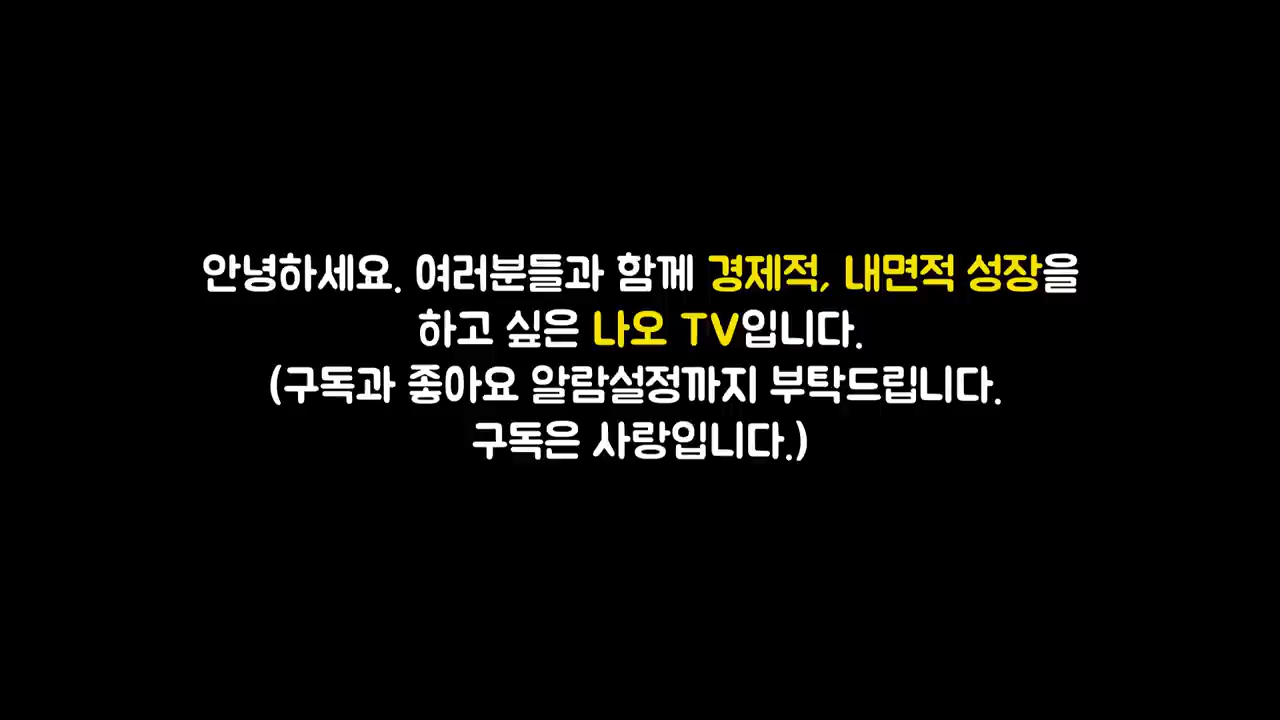 안녕하세요. 여러분들과 함께 경제적, 내면적 성장을
하고 싶은 나오 TV입니다.
(구독과 좋아요 알람설정까지 부탁드립니다.
구독은 사랑입니다.)